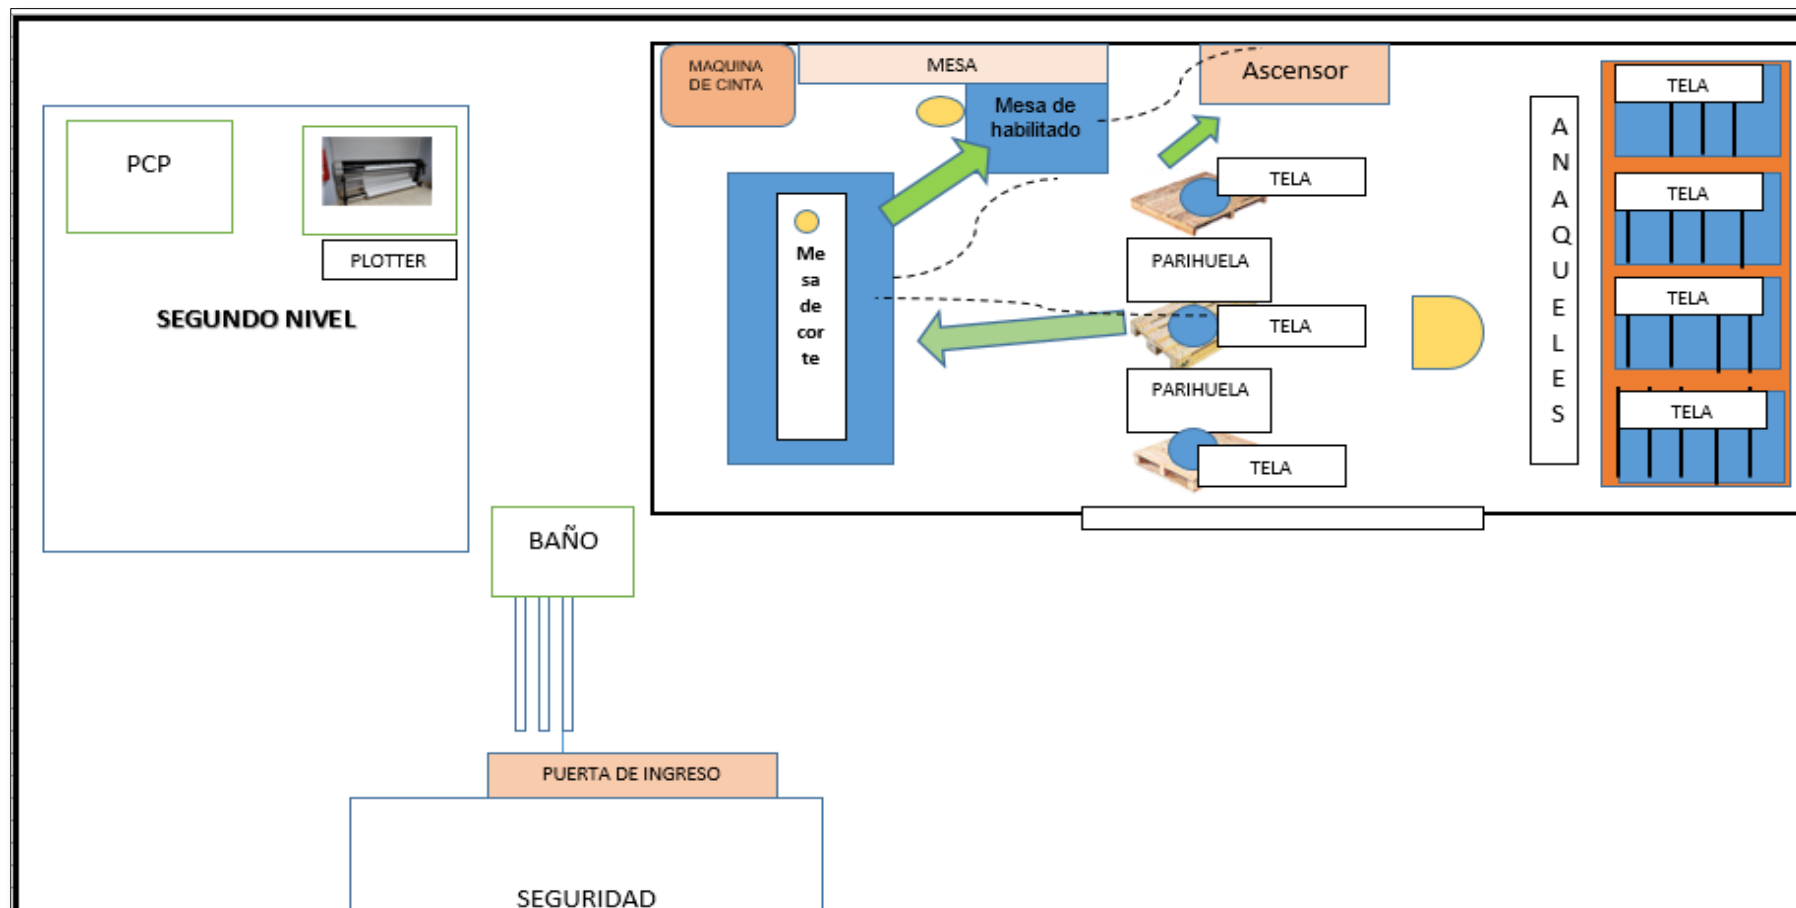 MAQUINA
DE CINTA
MESA
Ascensor
Mesa de
habilitado
TELA
PCP
PLOTTER
SEGUNDO NIVEL
Me
sa
de
cor
te
TELA
PARIHUELA
TELA
PARIHUELA
TELA
A
N
A
Q
U
E
L
E
S
TELA
TELA
TELA
BAÑO
PUERTA DE INGRESO
SEGURIDAD